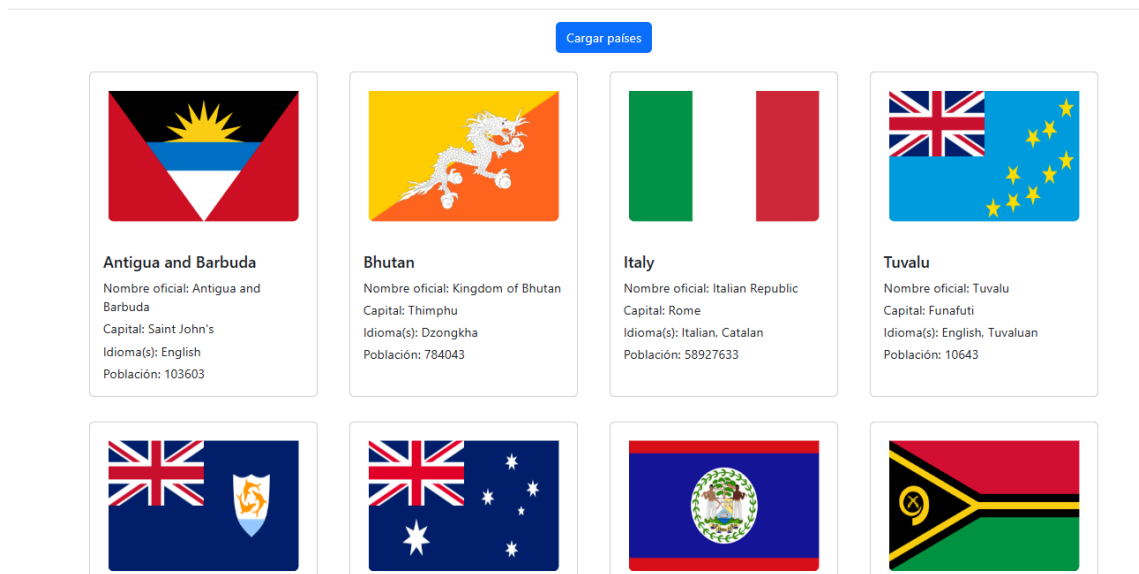 Cargar países
Antigua and Barbuda
Nombre oficial: Antigua and
Barbuda
Capital: Saint John's
Idioma(s): English
Población: 103603
Bhutan
Nombre oficial: Kingdom of Bhutan
Capital: Thimphu
Idioma(s): Dzongkha
Población: 784043
Italy
Nombre oficial: Italian Republic
Capital: Rome
Idioma(s): Italian, Catalan
Población: 58927633
Tuvalu
Nombre oficial: Tuvalu
Capital: Funafuti
Idioma(s): English, Tuvaluan
Población: 10643